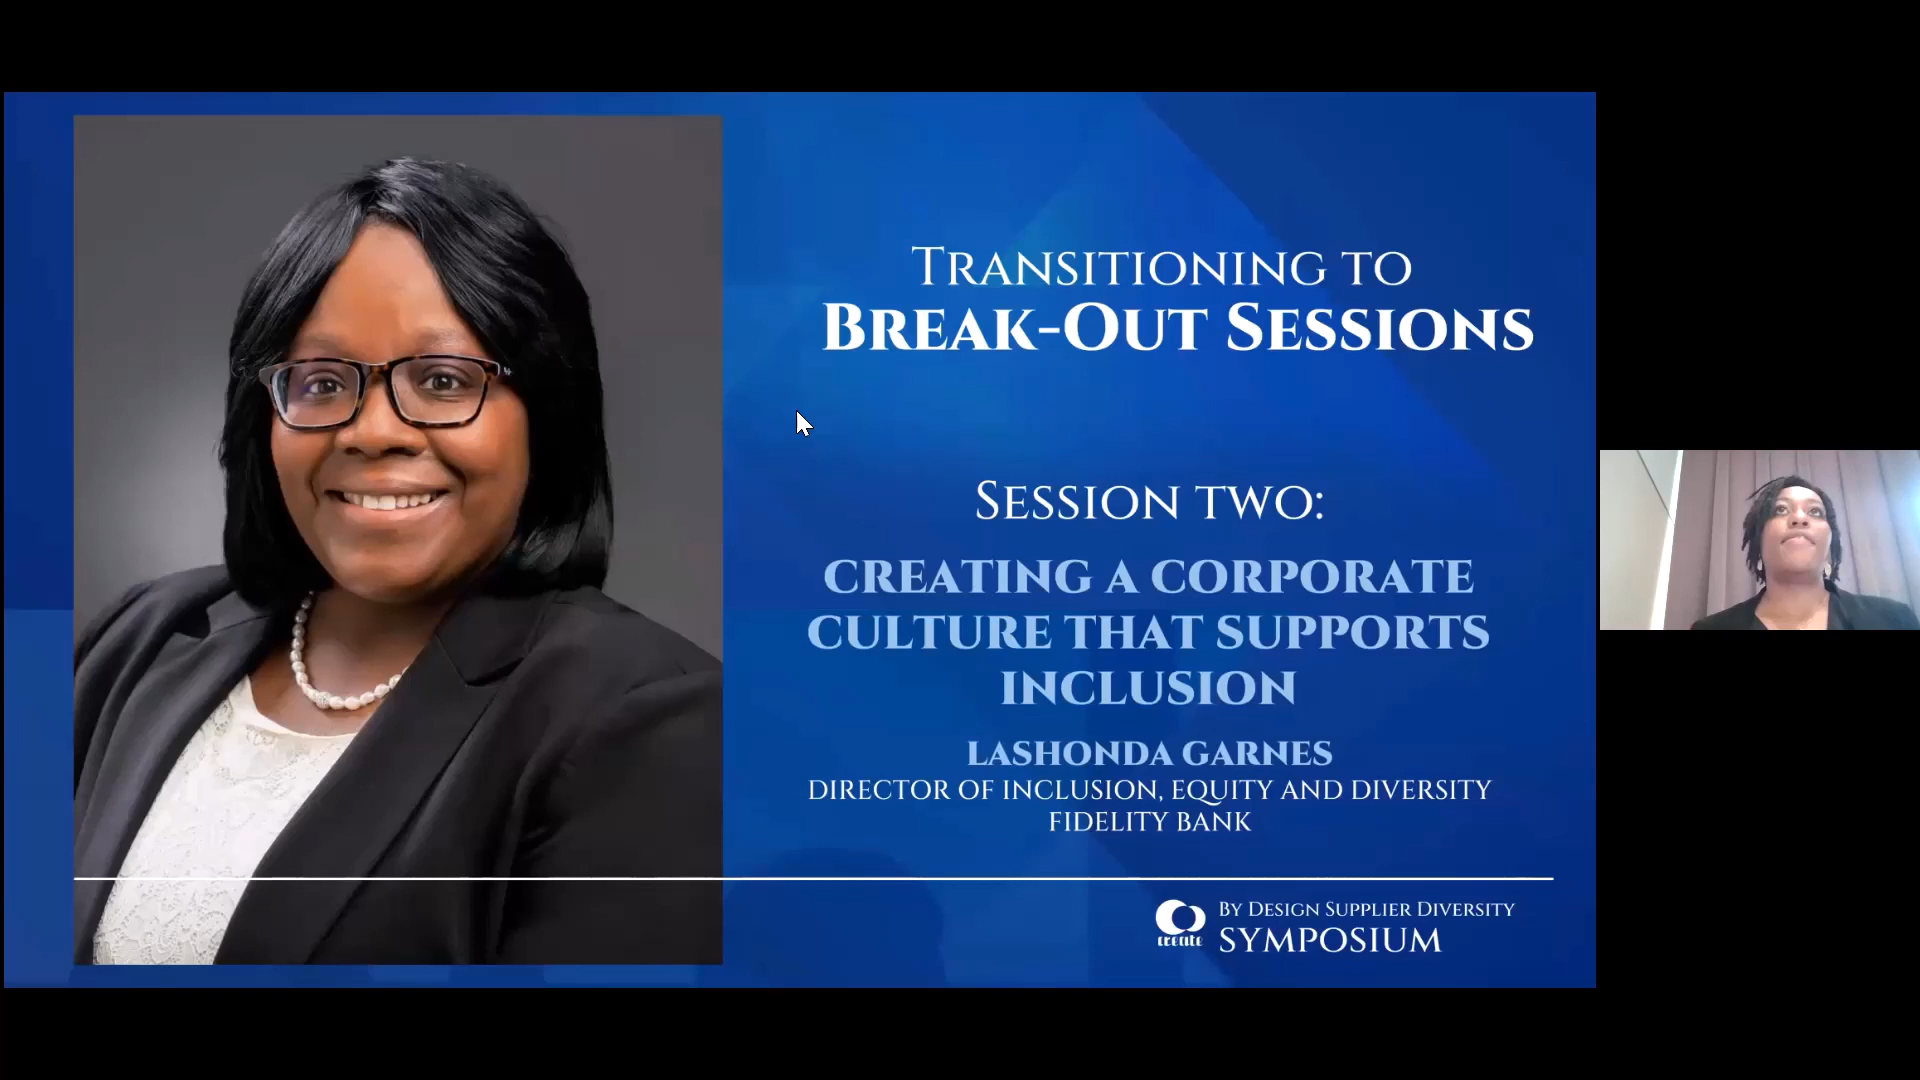 Transitioning to
Break-Out Sessions
Session two:
CREATING A CORPORATE
CULTURE THAT SUPPORTS
INCLUSION
LASHONDA GARNES
DIRECTOR OF INCLUSION, EQUITY AND DIVERSITY
FIDELITY BANK
create
By Design Supplier Diversity
SYMPOSIUM